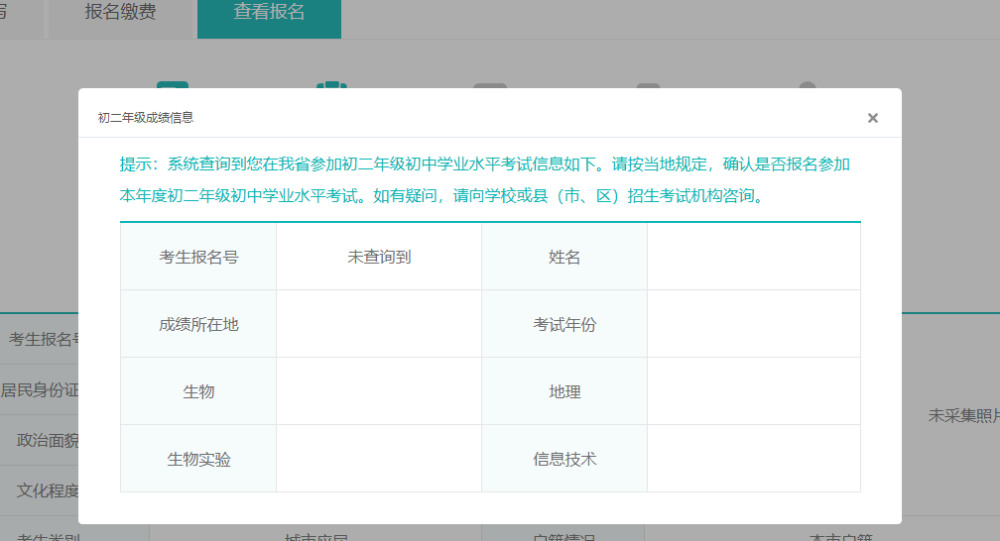 报名缴费 查看报名
初二年级成绩信息 ×
提示：系统查询到您在我省参加初二年级初中学业水平考试信息如下。请按当地规定，确认是否报名参加
本年度初二年级初中学业水平考试。如有疑问，请向学校或县（市、区）招生考试机构咨询。
考生报名号 未查询到 姓名
成绩所在地 考试年份
生物 地理
生物实验 信息技术
考生报名号
居民身份证
未采集照片
政治面貌
文化程度
考生类别 城市应届 户籍情况 本市户籍